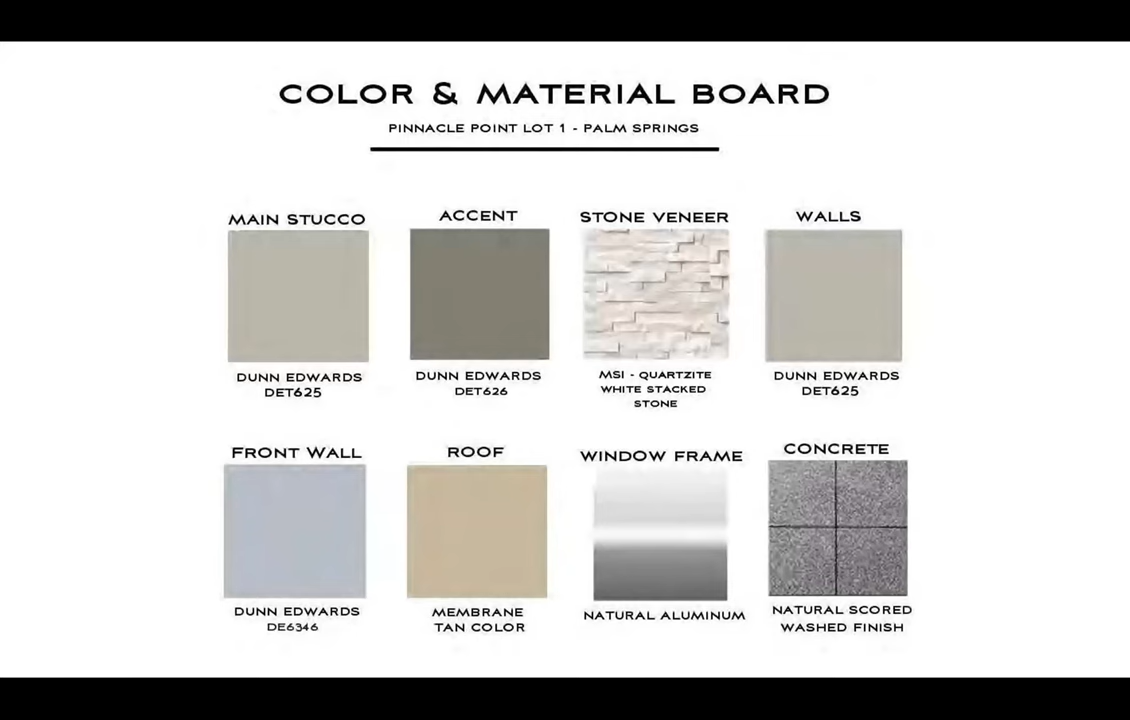 COLOR & MATERIAL BOARD
PINNACLE POINT LOT 1 - PALM SPRINGS
MAIN STUCCO
DUNN EDWARDS
DET625
ACCENT
DUNN EDWARDS
DET626
STONE VENEER
MSI - QUARTZITE
WHITE STACKED
STONE
WALLS
DUNN EDWARDS
DET625
FRONT WALL
DUNN EDWARDS
DE6346
ROOF
MEMBRANE
TAN COLOR
WINDOW FRAME
NATURAL ALUMINUM
CONCRETE
NATURAL SCORED
WASHED FINISH